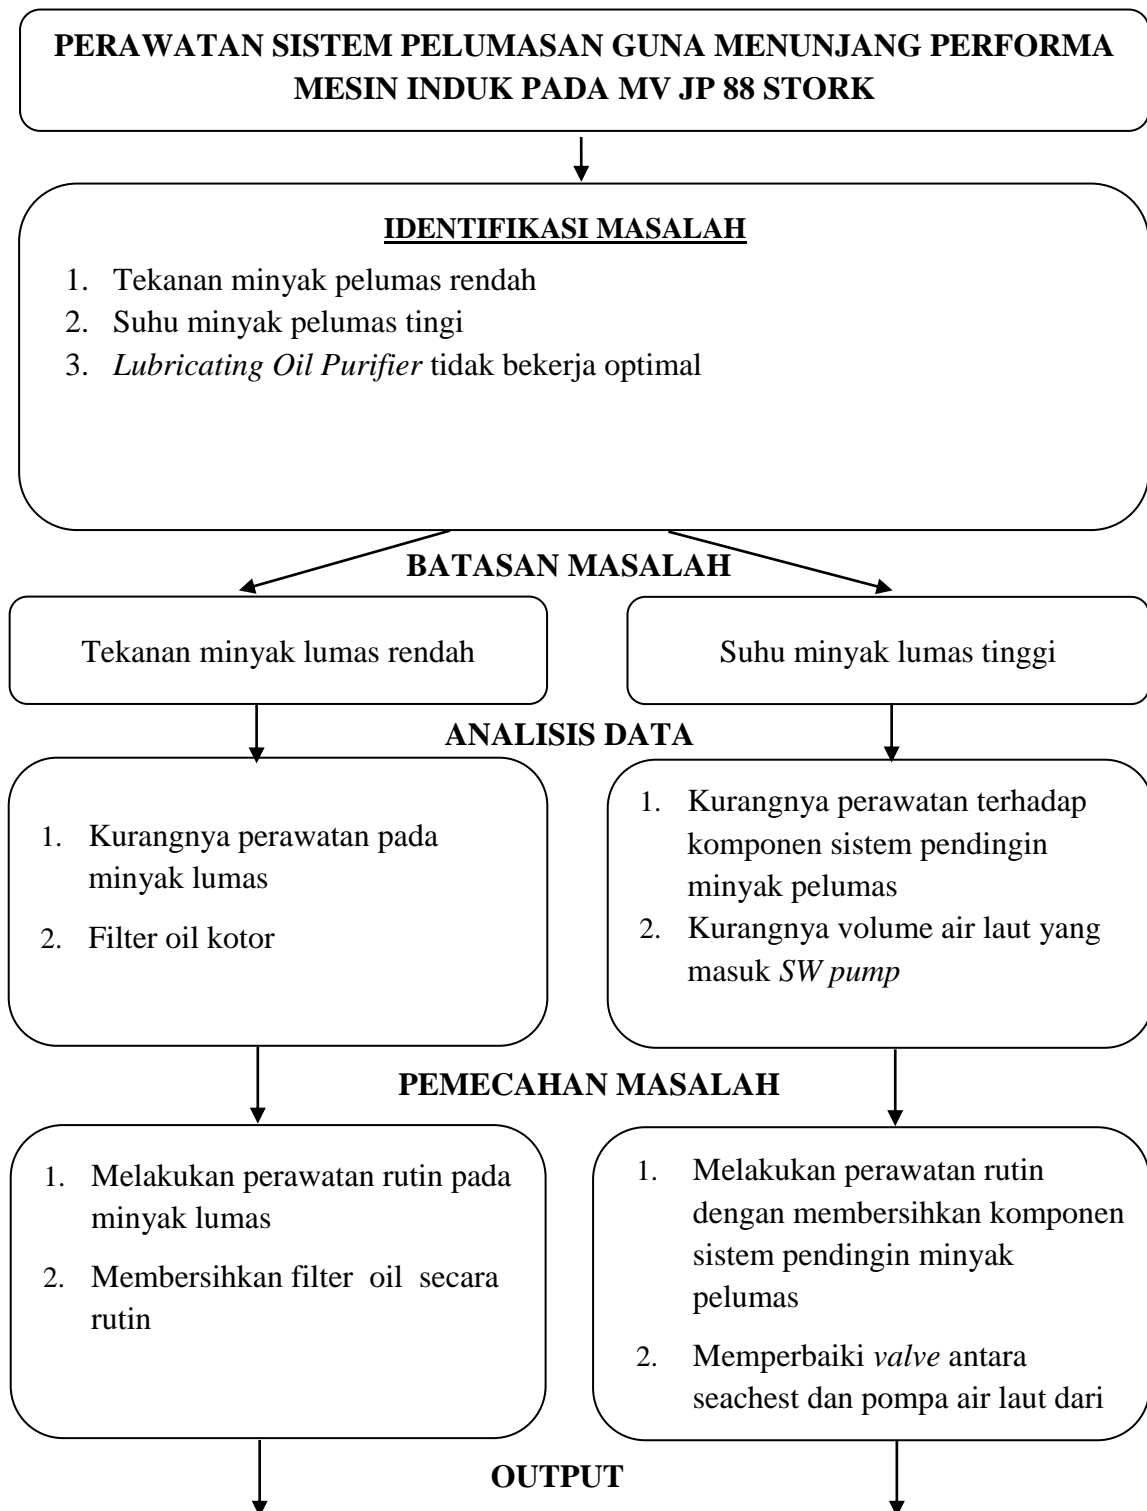 PERAWATAN SISTEM PELUMASAN GUNA MENUNJANG PERFORMA
MESIN INDUK PADA MV JP 88 STORK
IDENTIFIKASI MASALAH
1. Tekanan minyak pelumas rendah
2. Suhu minyak pelumas tingi
3. Lubricating Oil Purifier tidak bekerja optimal
BATASAN MASALAH
Tekanan minyak lumas rendah
Suhu minyak lumas tinggi
ANALISIS DATA
1. Kurangnya perawatan pada
minyak lumas
2. Filter oil kotor
1. Kurangnya perawatan terhadap
komponen sistem pendingin
minyak pelumas
2. Kurangnya volume air laut yang
masuk SW pump
PEMECAHAN MASALAH
1. Melakukan perawatan rutin pada
minyak lumas
2. Membersihkan filter oil secara
rutin
1. Melakukan perawatan rutin
dengan membersihkan komponen
sistem pendingin minyak
pelumas
2. Memperbaiki valve antara
seachest dan pompa air laut dari
OUTPUT